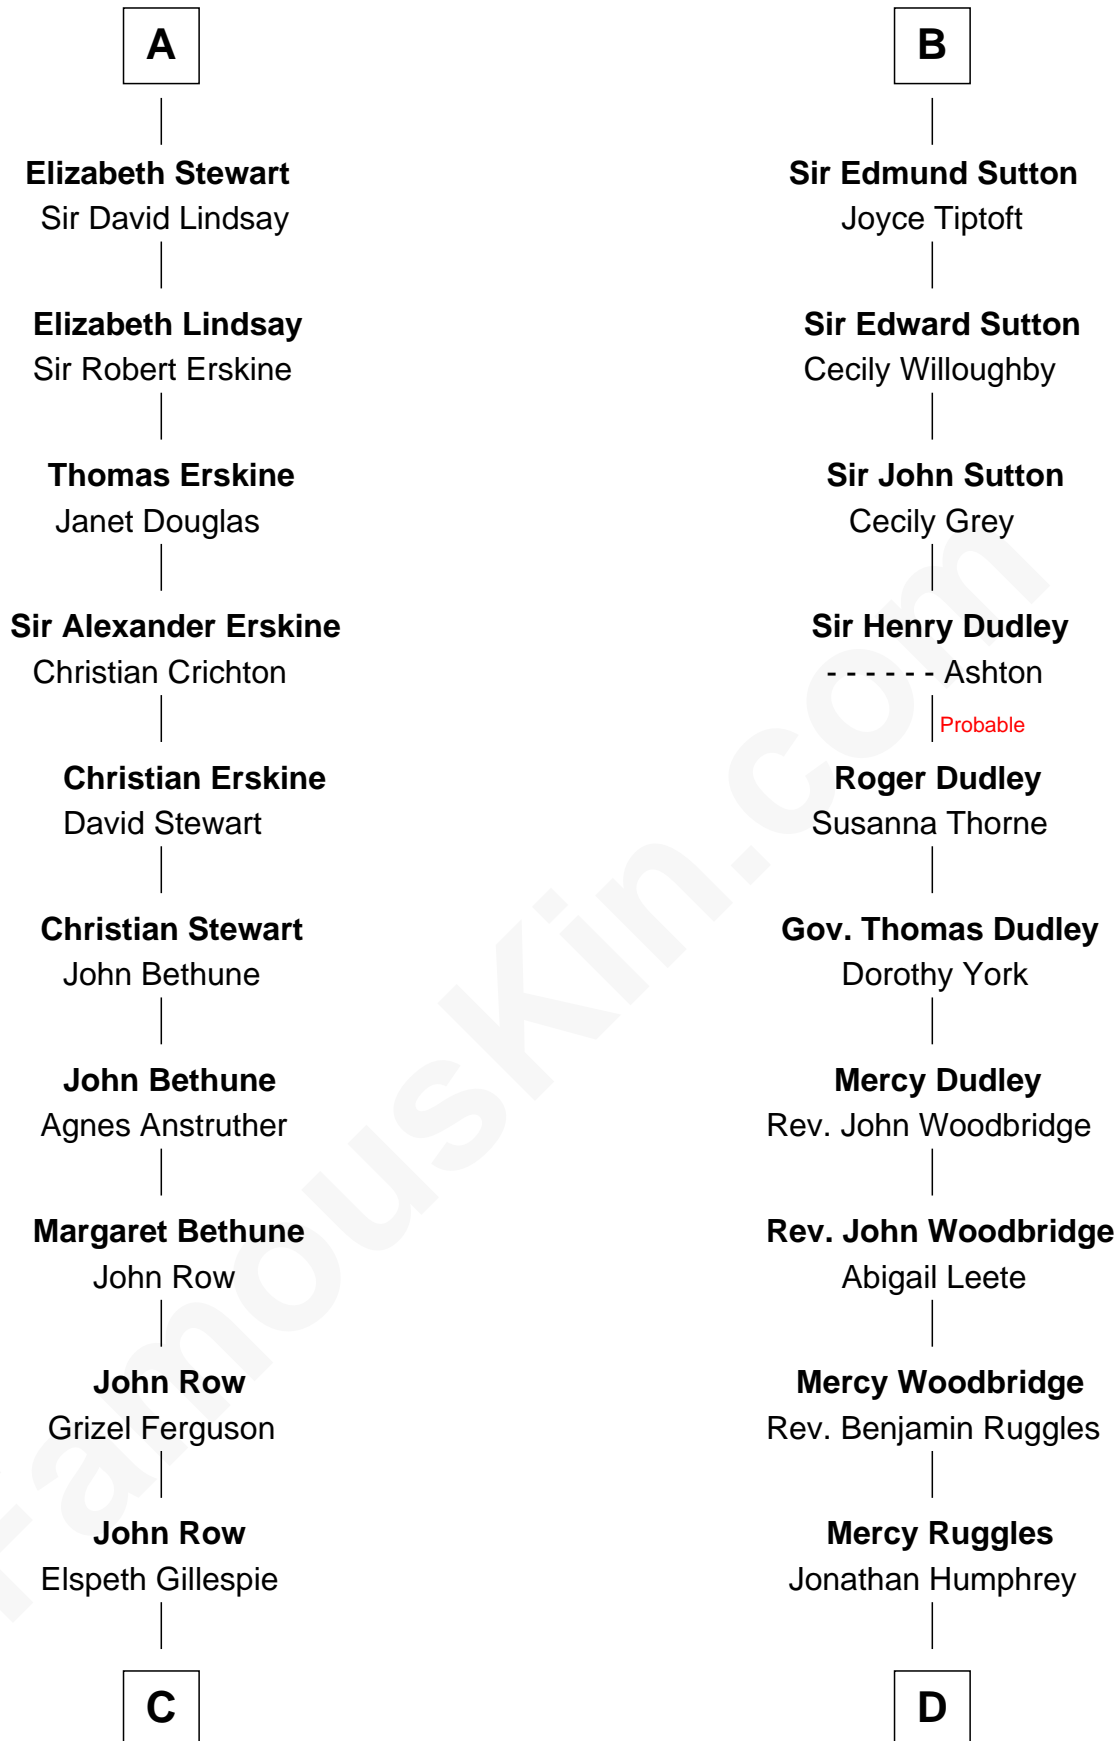 A
Elizabeth Stewart
Sir David Lindsay
Elizabeth Lindsay
Sir Robert Erskine
Thomas Erskine
Janet Douglas
Sir Alexander Erskine
Christian Crichton
Christian Erskine
David Stewart
Christian Stewart
John Bethune
John Bethune
Agnes Anstruther
Margaret Bethune
John Row
John Row
Grizel Ferguson
John Row
Elspeth Gillespie
C
B
Sir Edmund Sutton
Joyce Tiptoft
Sir Edward Sutton
Cecily Willoughby
Sir John Sutton
Cecily Grey
Sir Henry Dudley
- - - - - - Ashton
Probable
Roger Dudley
Susanna Thorne
Gov. Thomas Dudley
Dorothy York
Mercy Dudley
Rev. John Woodbridge
Rev. John Woodbridge
Abigail Leete
Mercy Woodbridge
Rev. Benjamin Ruggles
Mercy Ruggles
Jonathan Humphrey
D
FamousKin.com